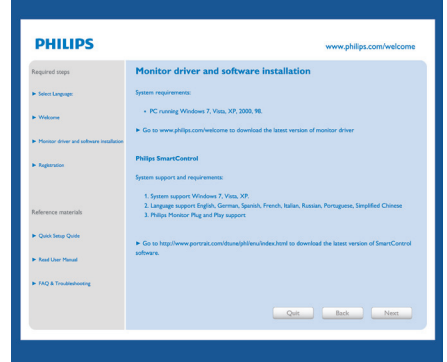 PHILIPS
www.philips.com/welcome
Required steps
► Select Language:
► Welcome
► Monitor driver and software installation
► Registeration
Reference materials
► Quick Setup Guide
► Read User Manual
► FAQ & Troubleshooting
Monitor driver and software installation
System requirements:
• PC running Windows 7, Vista, XP, 2000, 98.
► Go to www.philips.com/welcome to download the latest version of monitor driver
Philips SmartControl
System support and requirements:
1. System support Windows 7, Vista, XP.
2. Language support English, German, Spanish, French, Italian, Russian, Portuguese, Simplified Chinese
3. Philips Monitor Plug and Play support
► Go to http://www.portrait.com/dtune/phl/enu/index.html to download the latest version of SmartControl
software.
Quit
Back
Next